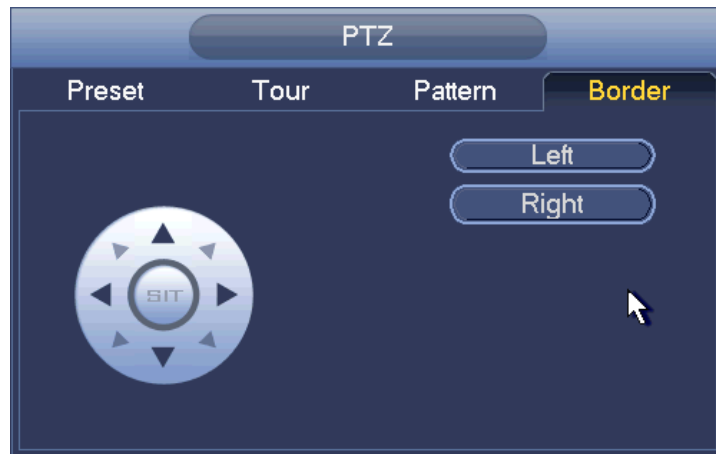 PTZ
Preset Tour Pattern Border
Left
Right
SIT